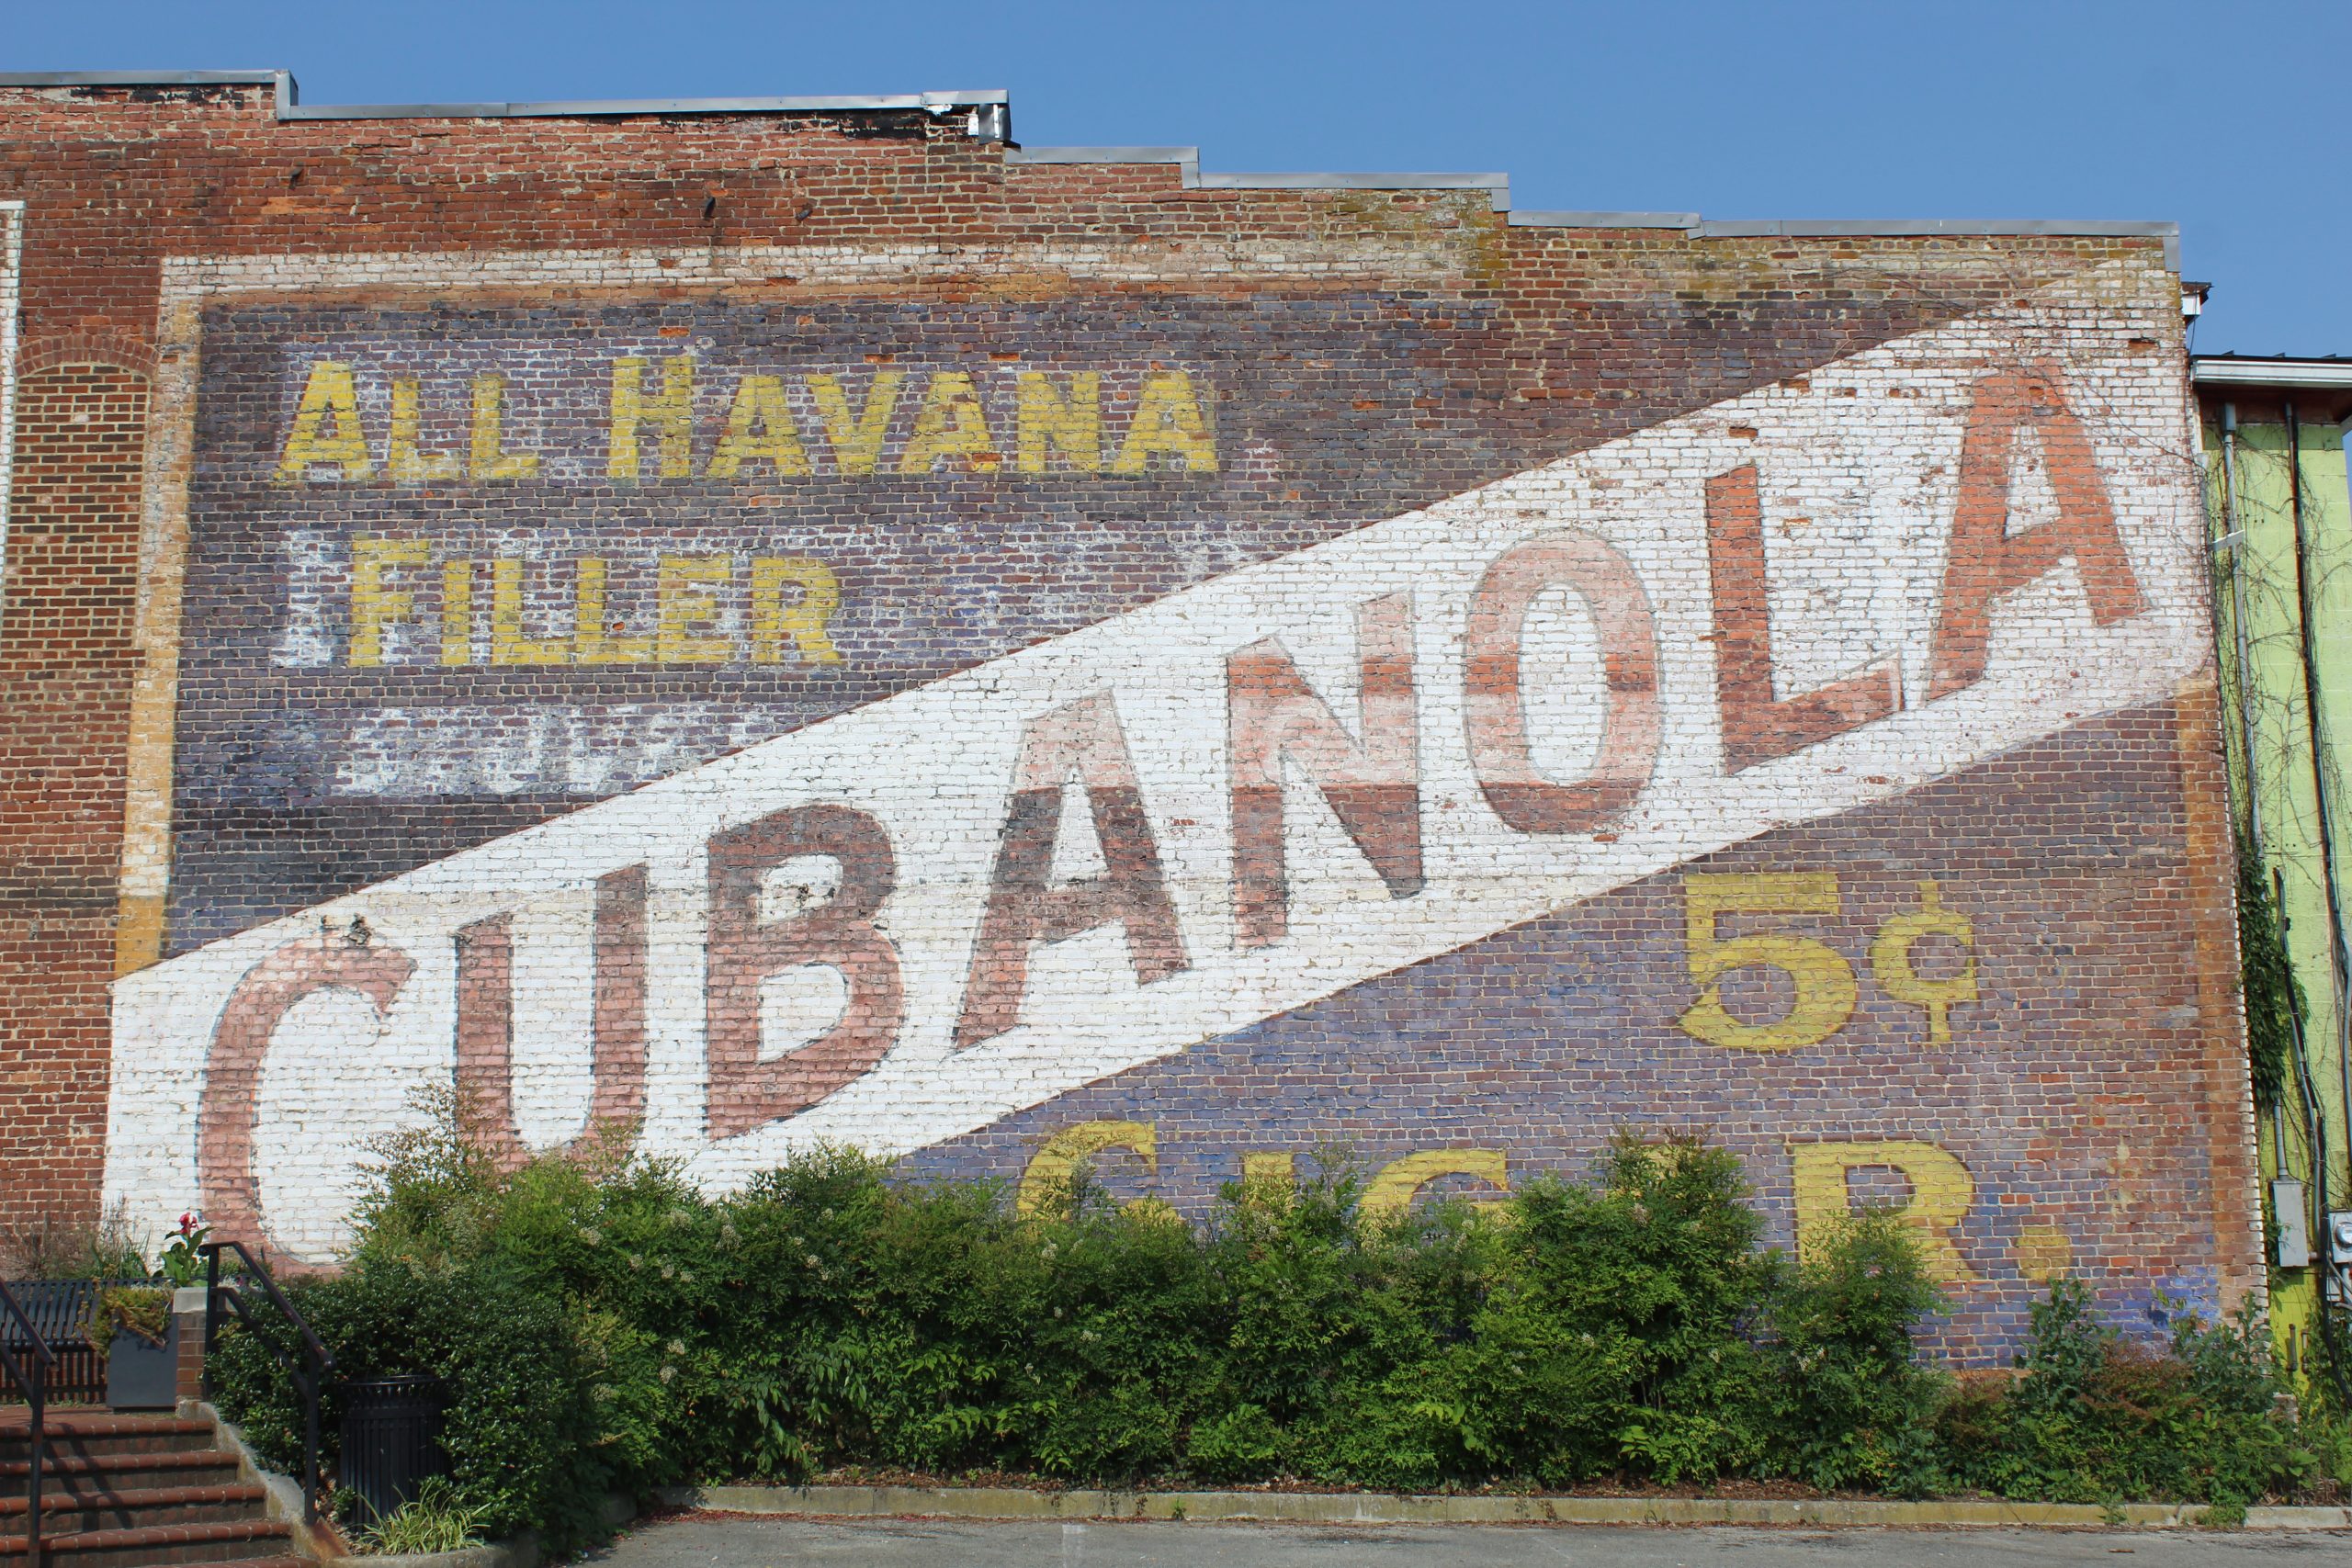 ALL HAVANA
FILLER
CUBANOLA
5¢
CIGAR.